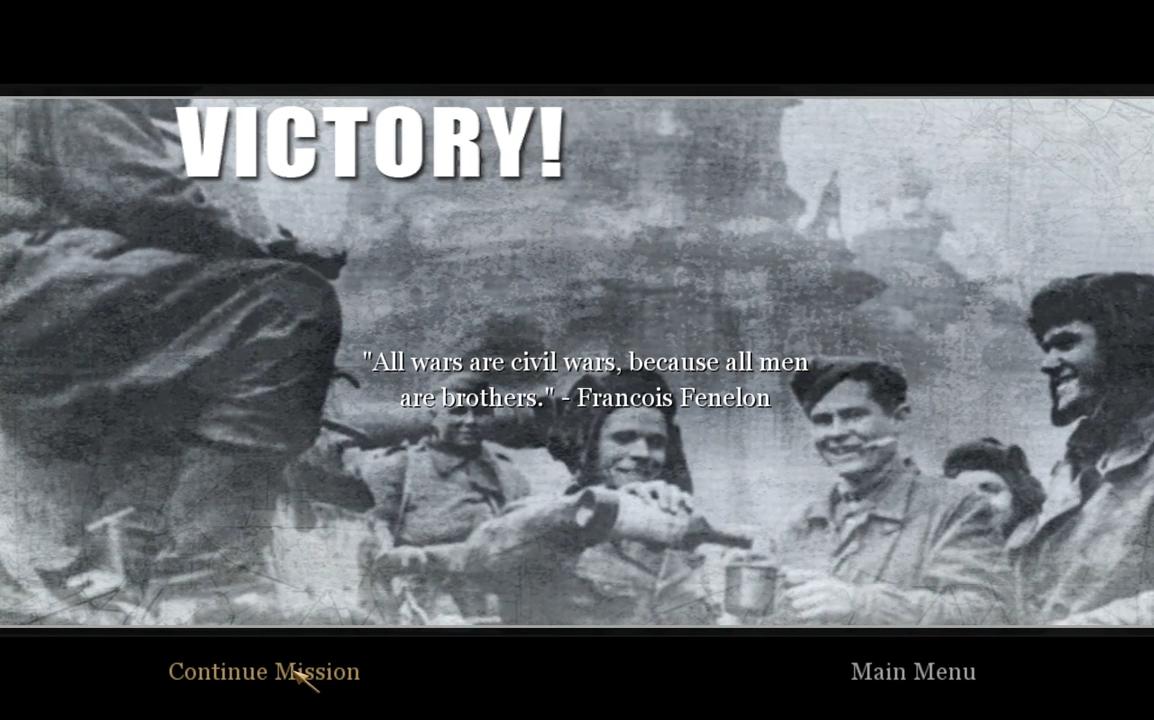 VICTORY!
"All wars are civil wars, because all men
are brothers." - Francois Fenelon
Continue Mission
Main Menu